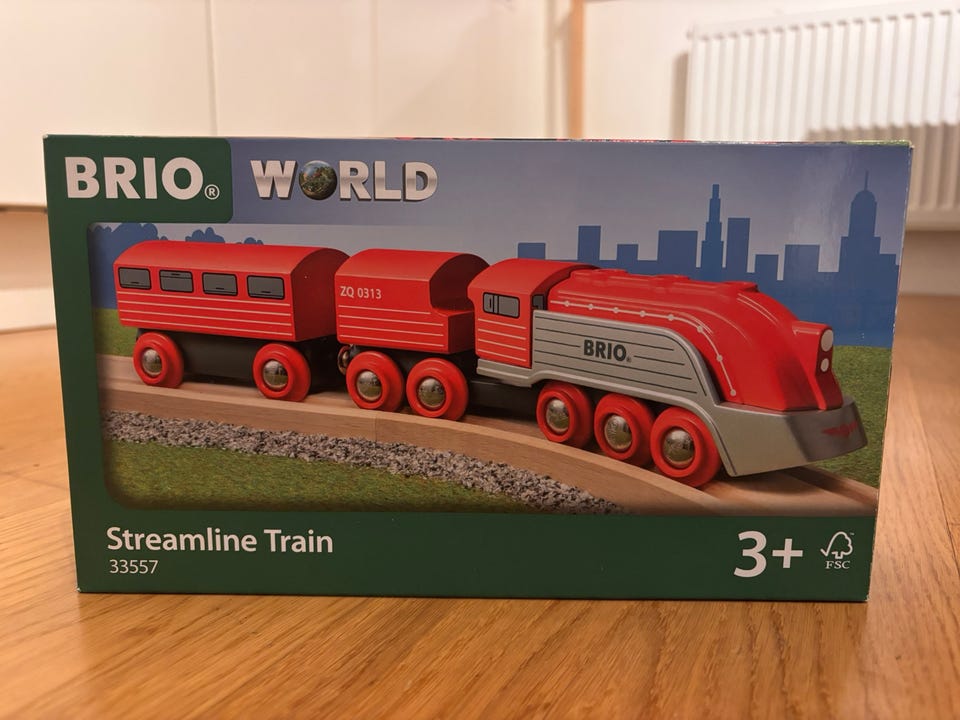 BRIO®
WORLD
ZQ 0313
BRIO®
Streamline Train
33557
3+
FSC